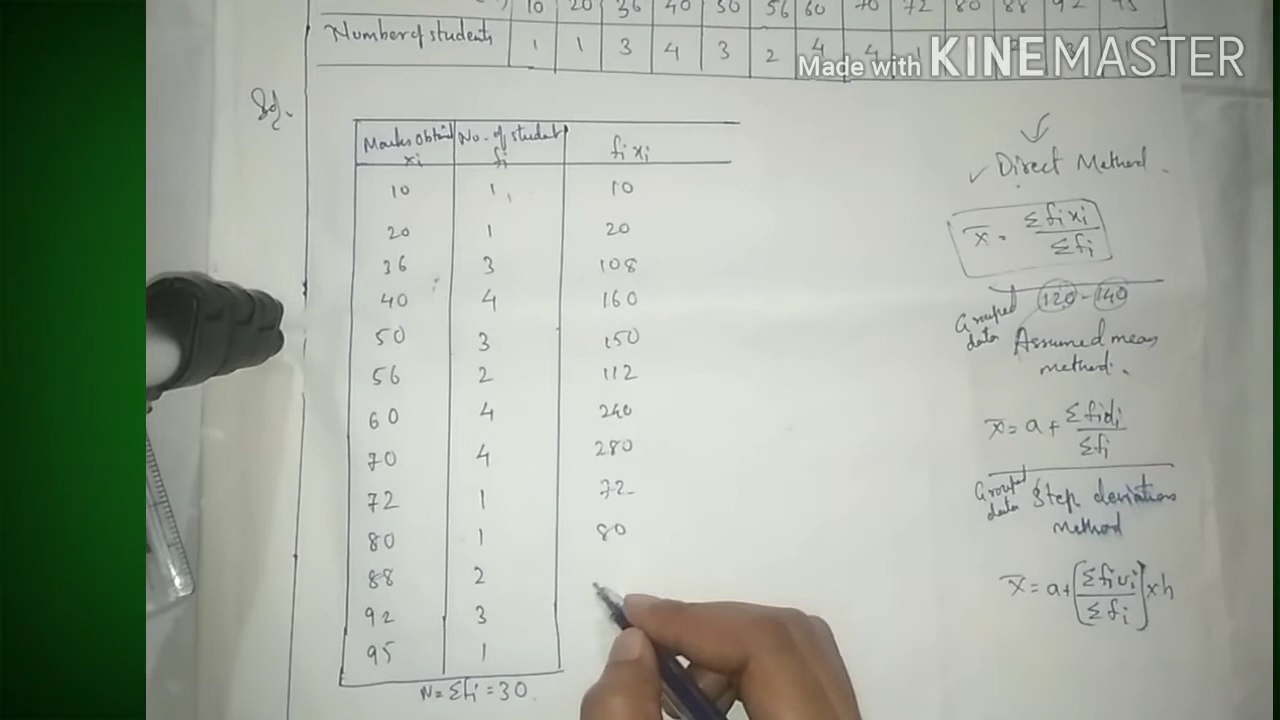 10 20 36 40 50 56 60 70 72 80 88 92 95
Number of students 1 1 3 4 3 2 4 4 1
Made with KINEMASTER
Sol.
Marks Obtained xi No. of student fi fi xi
10 1 10
20 1 20
36 3 108
40 4 160
50 3 150
56 2 112
60 4 240
70 4 280
72 1 72
80 1 80
88 2
92 3
95 1
N = Σfi = 30
Direct Method.
x̄ = Σfixi / Σfi
Grouped data 120 - 140
Assumed mean method.
x̄ = a + Σfidi / Σfi
Grouped data Step deviations Method
x̄ = a + (Σfiui / Σfi) x h